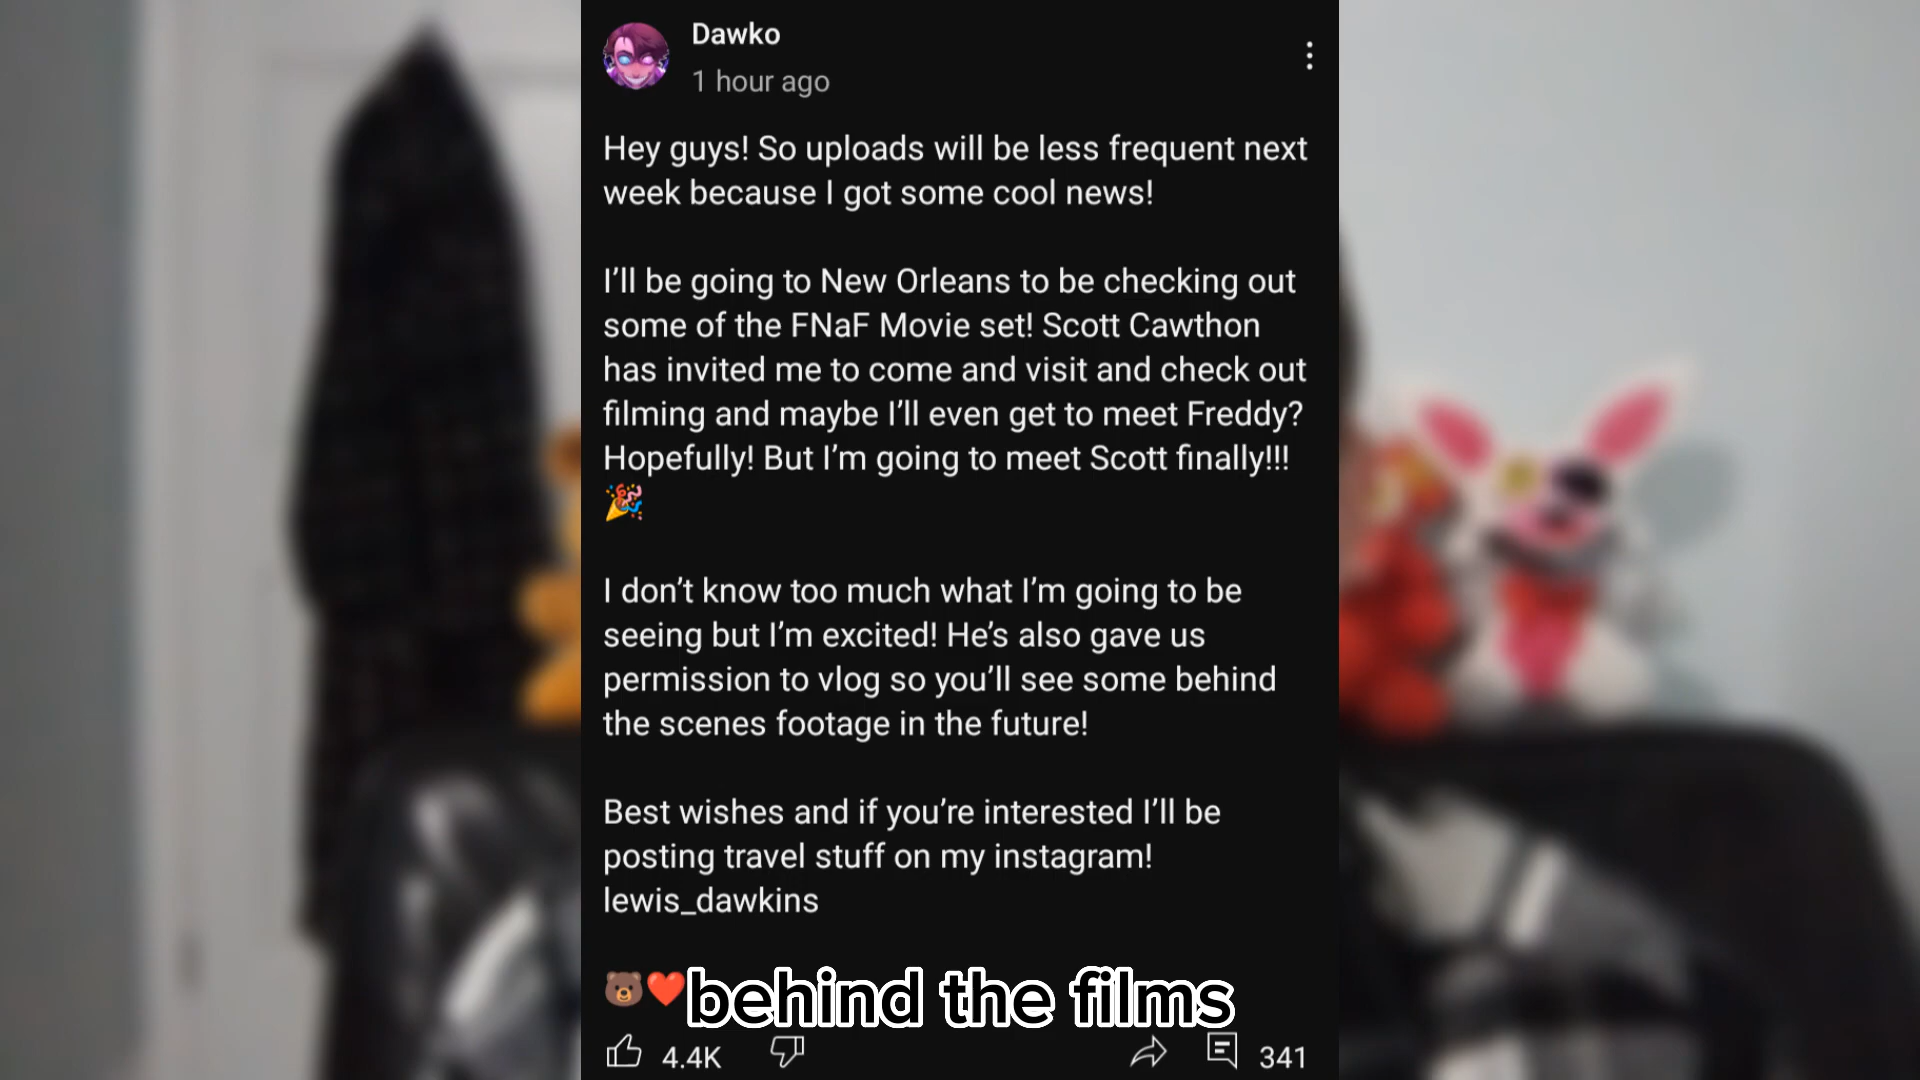 Dawko
1 hour ago
Hey guys! So uploads will be less frequent next
week because I got some cool news!
I’ll be going to New Orleans to be checking out
some of the FNaF Movie set! Scott Cawthon
has invited me to come and visit and check out
filming and maybe I’ll even get to meet Freddy?
Hopefully! But I’m going to meet Scott finally!!!
🎉
I don’t know too much what I’m going to be
seeing but I’m excited! He’s also gave us
permission to vlog so you’ll see some behind
the scenes footage in the future!
Best wishes and if you’re interested I’ll be
posting travel stuff on my instagram!
lewis_dawkins
🐻❤️
behind the films
4.4K
341